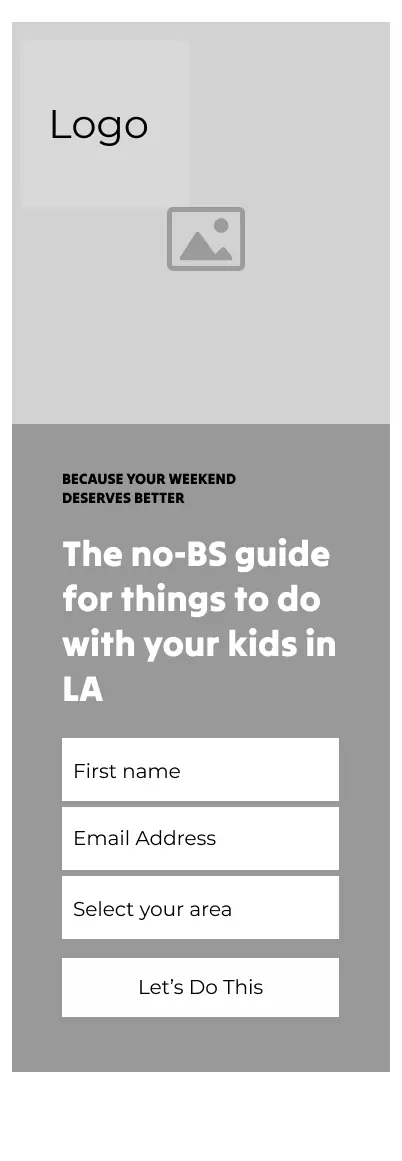 Logo
BECAUSE YOUR WEEKEND
DESERVES BETTER
The no-BS guide
for things to do
with your kids in
LA
First name
Email Address
Select your area
Let’s Do This